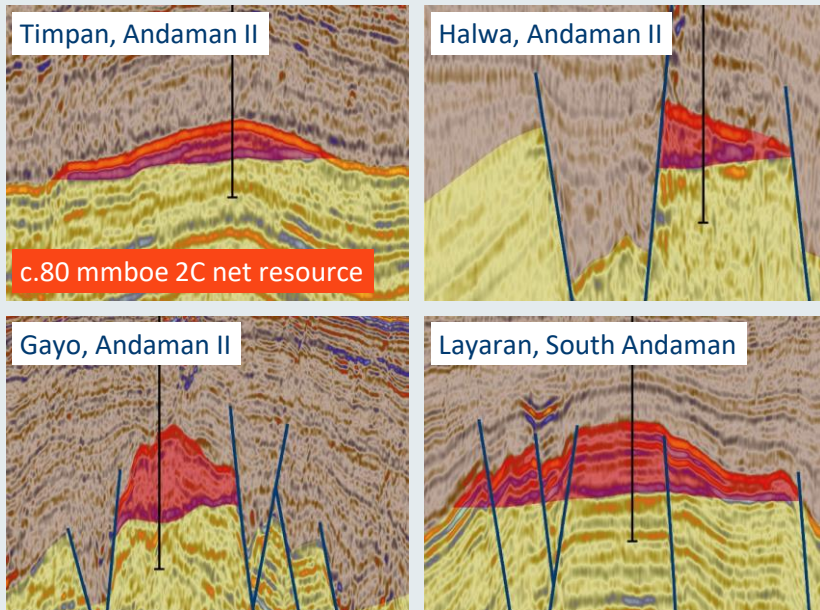 Timpan, Andaman II
Halwa, Andaman II
c.80 mmboe 2C net resource
Gayo, Andaman II
Layaran, South Andaman